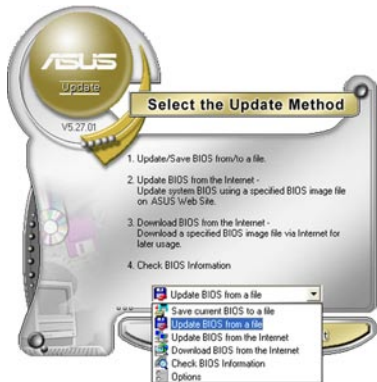 ASUS
Update
V5.27.01
Select the Update Method
1. Update/Save BIOS from/to a file.
2. Update BIOS from the Internet -
Update system BIOS using a specified BIOS image file
on ASUS Web Site.
3. Download BIOS from the Internet -
Download a specified BIOS image file via Internet for
later usage.
4. Check BIOS Information
Update BIOS from a file
Save current BIOS to a file
Update BIOS from a file
Update BIOS from the Internet
Download BIOS from the Internet
Check BIOS Information
Options